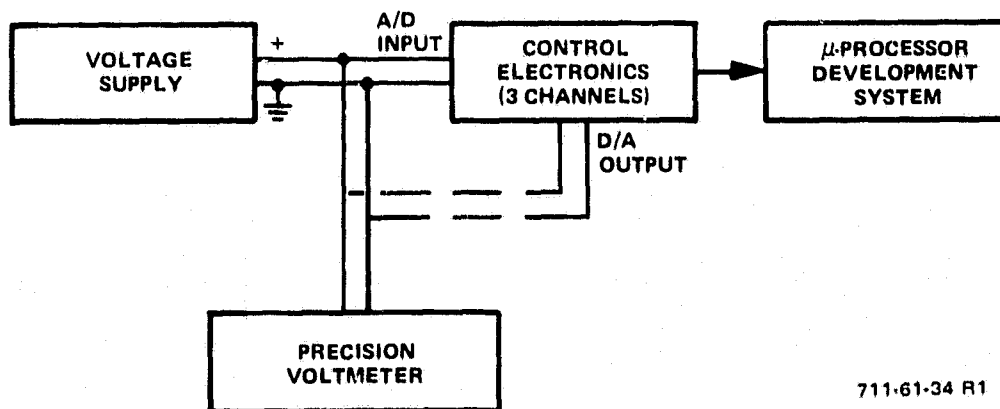 VOLTAGE
SUPPLY
+
A/D
INPUT
CONTROL
ELECTRONICS
(3 CHANNELS)
μ-PROCESSOR
DEVELOPMENT
SYSTEM
D/A
OUTPUT
PRECISION
VOLTMETER
711-61-34 R1